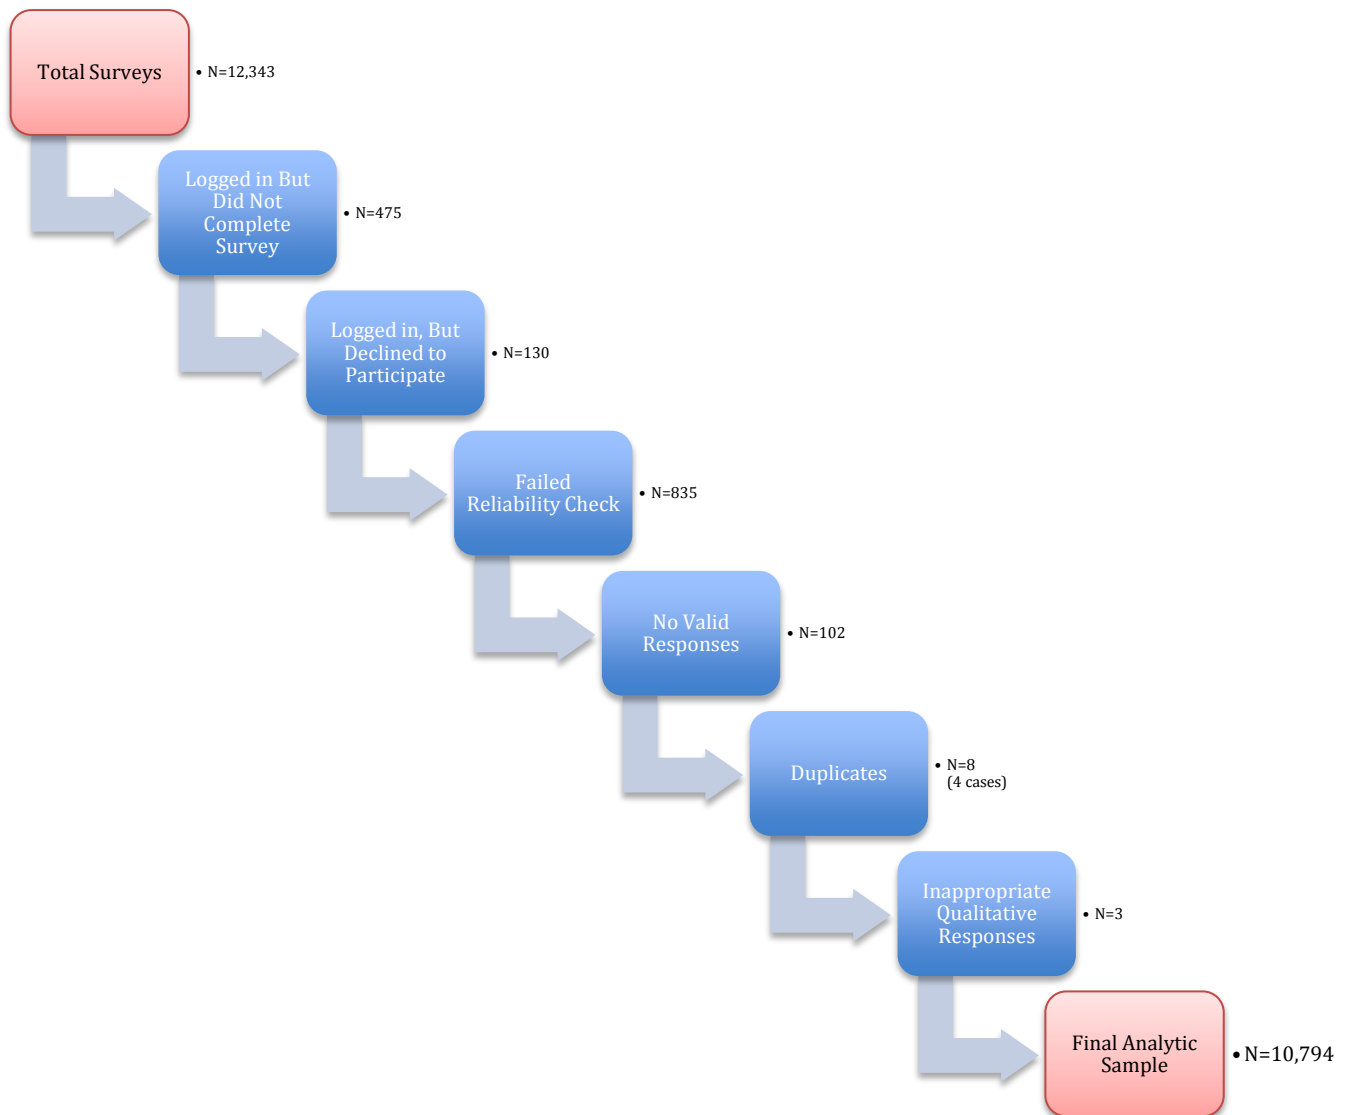 Total Surveys
• N=12,343
Logged in But
Did Not
Complete
Survey
• N=475
Logged in, But
Declined to
Participate
• N=130
Failed
Reliability Check
• N=835
No Valid
Responses
• N=102
Duplicates
• N=8
(4 cases)
Inappropriate
Qualitative
Responses
• N=3
Final Analytic
Sample
• N=10,794